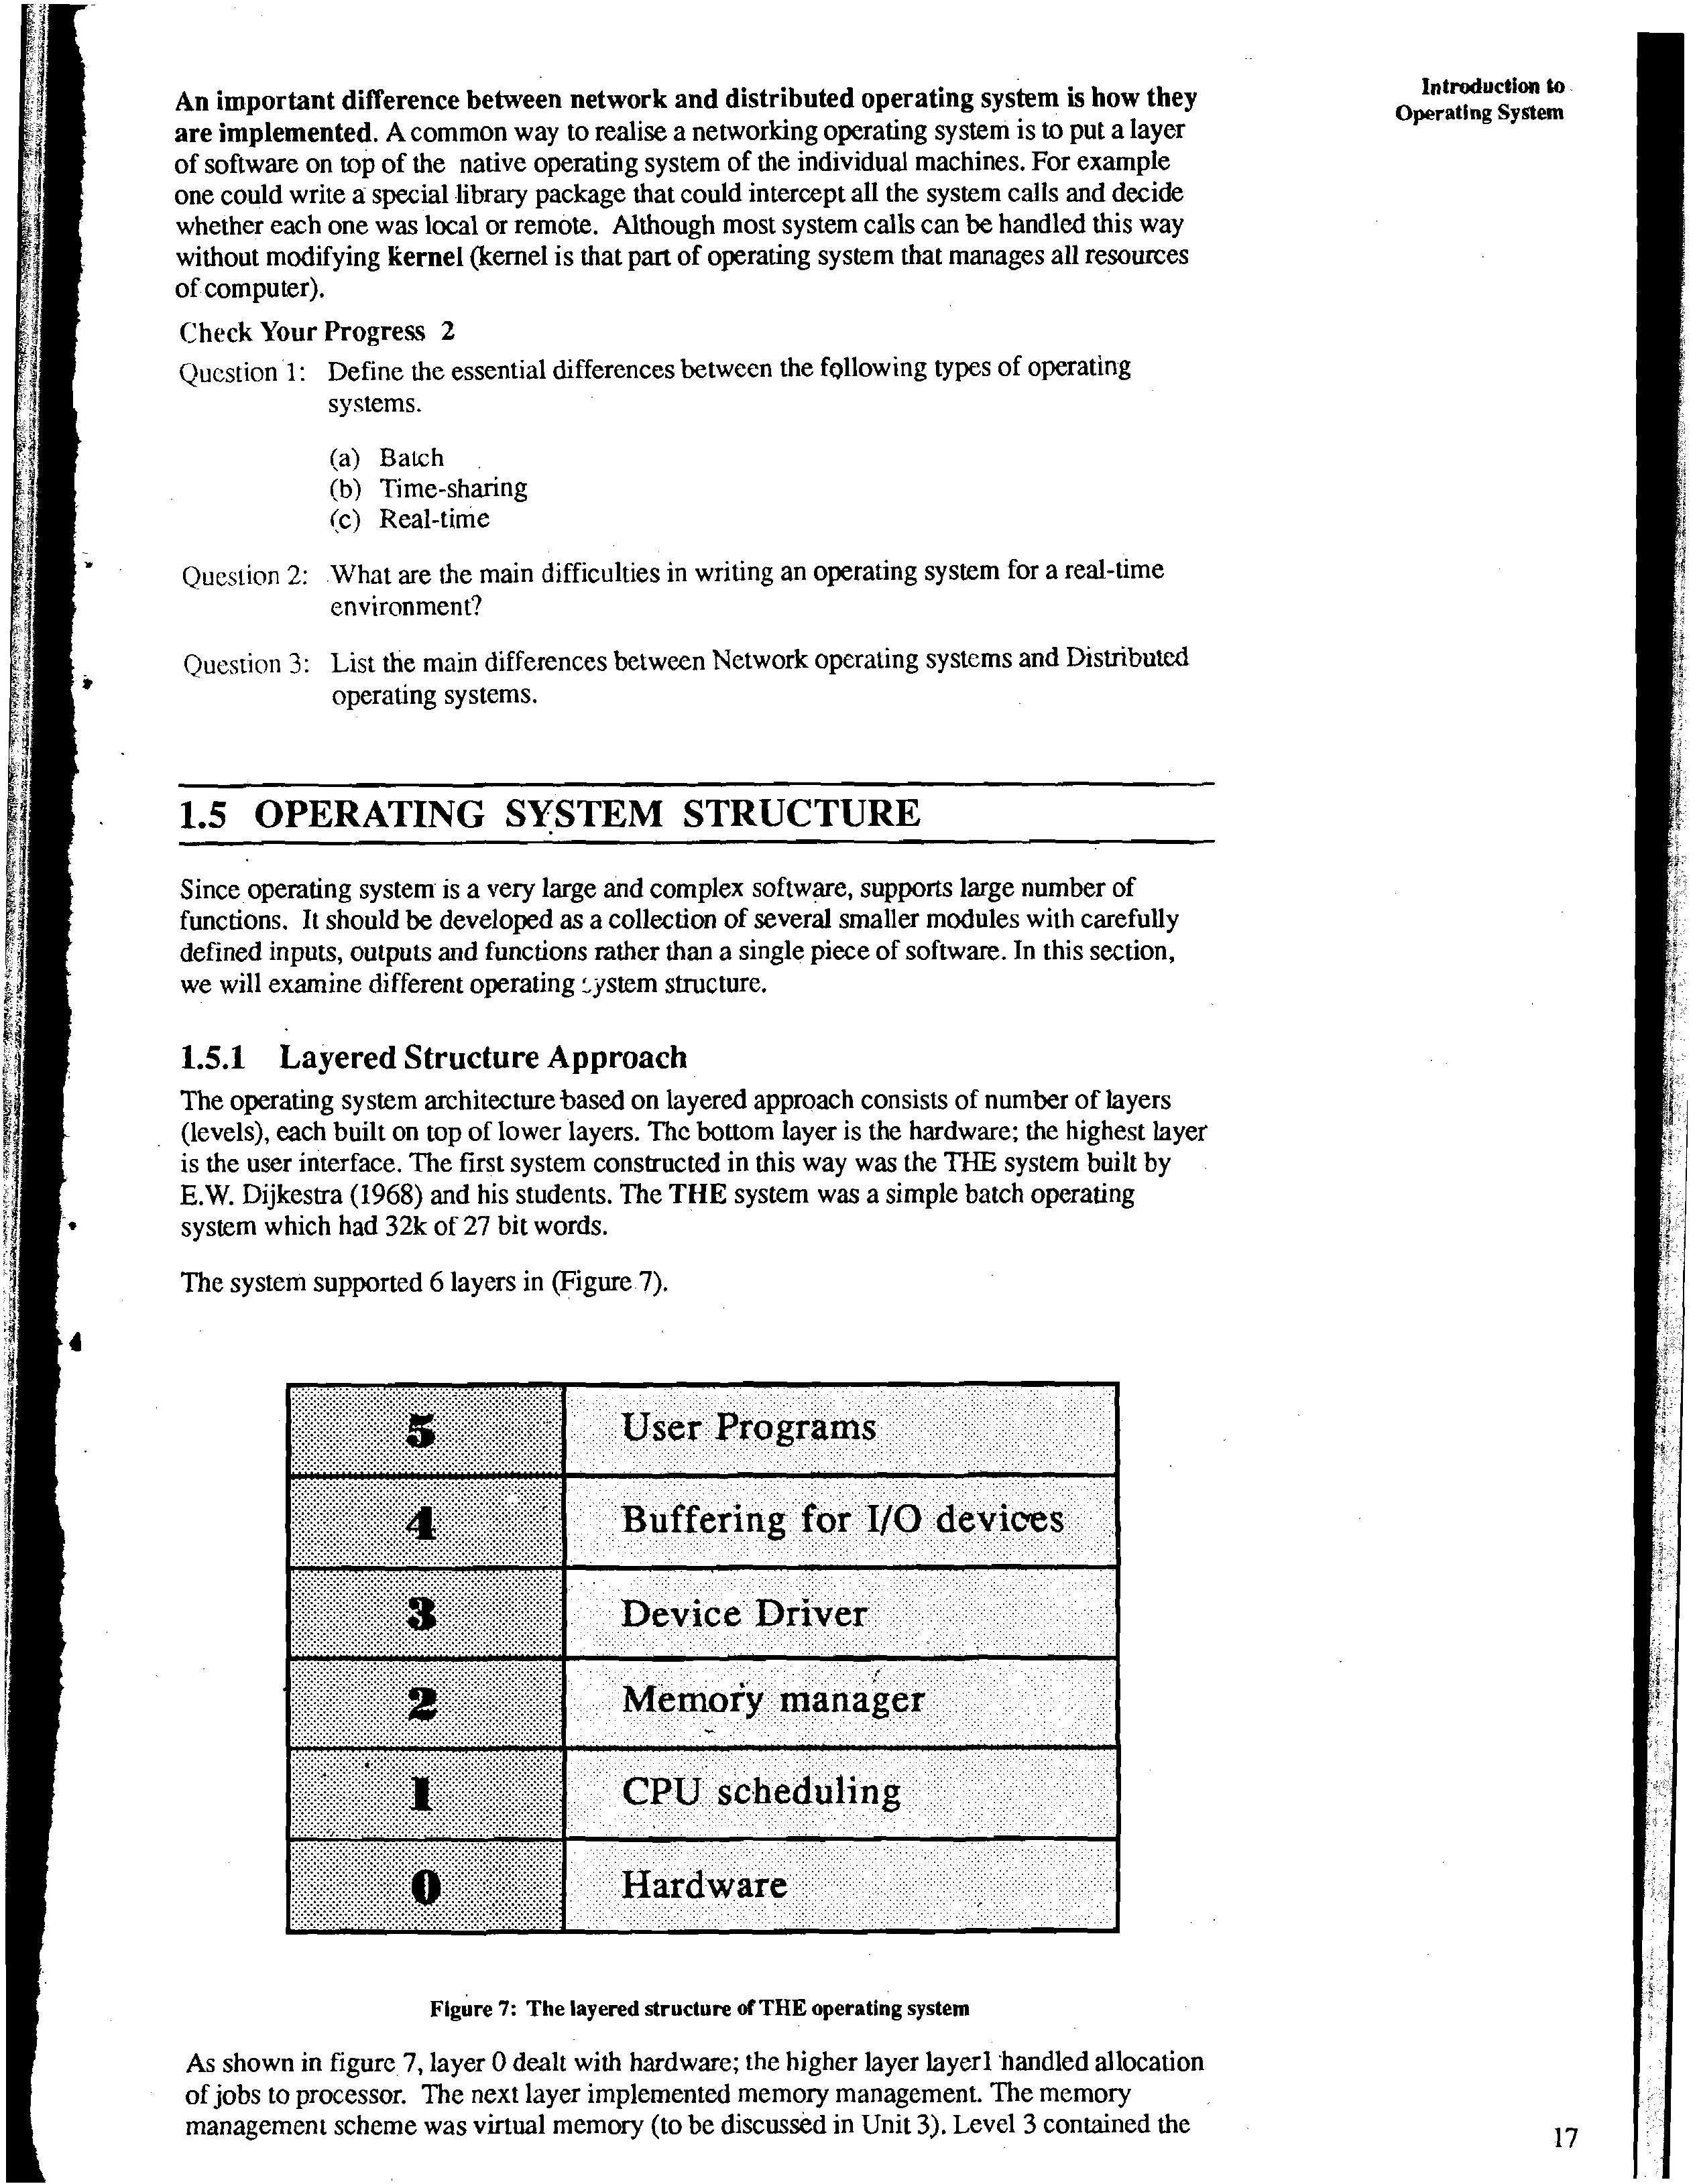 Introduction to
Operating System
An important difference between network and distributed operating system is how they
are implemented. A common way to realise a networking operating system is to put a layer
of software on top of the native operating system of the individual machines. For example
one could write a special library package that could intercept all the system calls and decide
whether each one was local or remote. Although most system calls can be handled this way
without modifying kernel (kernel is that part of operating system that manages all resources
of computer).
Check Your Progress 2
Question 1: Define the essential differences between the following types of operating
systems.
(a) Batch
(b) Time-sharing
(c) Real-time
Question 2: What are the main difficulties in writing an operating system for a real-time
environment?
Question 3: List the main differences between Network operating systems and Distributed
operating systems.
1.5 OPERATING SYSTEM STRUCTURE
Since operating system is a very large and complex software, supports large number of
functions. It should be developed as a collection of several smaller modules with carefully
defined inputs, outputs and functions rather than a single piece of software. In this section,
we will examine different operating system structure.
1.5.1 Layered Structure Approach
The operating system architecture based on layered approach consists of number of layers
(levels), each built on top of lower layers. The bottom layer is the hardware; the highest layer
is the user interface. The first system constructed in this way was the THE system built by
E.W. Dijkestra (1968) and his students. The THE system was a simple batch operating
system which had 32k of 27 bit words.
The system supported 6 layers in (Figure 7).
5 User Programs
4 Buffering for I/O devices
3 Device Driver
2 Memory manager
1 CPU scheduling
0 Hardware
Figure 7: The layered structure of THE operating system
As shown in figure 7, layer 0 dealt with hardware; the higher layer layer1 handled allocation
of jobs to processor. The next layer implemented memory management. The memory
management scheme was virtual memory (to be discussed in Unit 3). Level 3 contained the
17